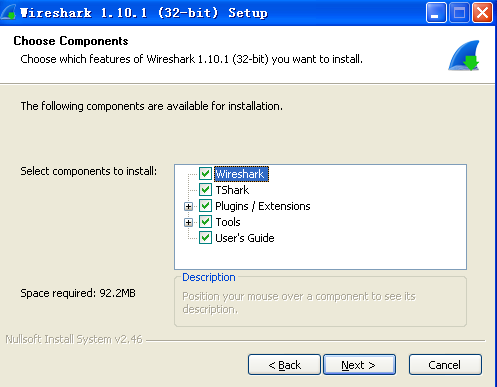 Wireshark 1.10.1 (32-bit) Setup
Choose Components
Choose which features of Wireshark 1.10.1 (32-bit) you want to install.
The following components are available for installation.
Select components to install:
Wireshark
TShark
Plugins / Extensions
Tools
User's Guide
Space required: 92.2MB
Description
Position your mouse over a component to see its
description.
Nullsoft Install System v2.46
< Back
Next >
Cancel